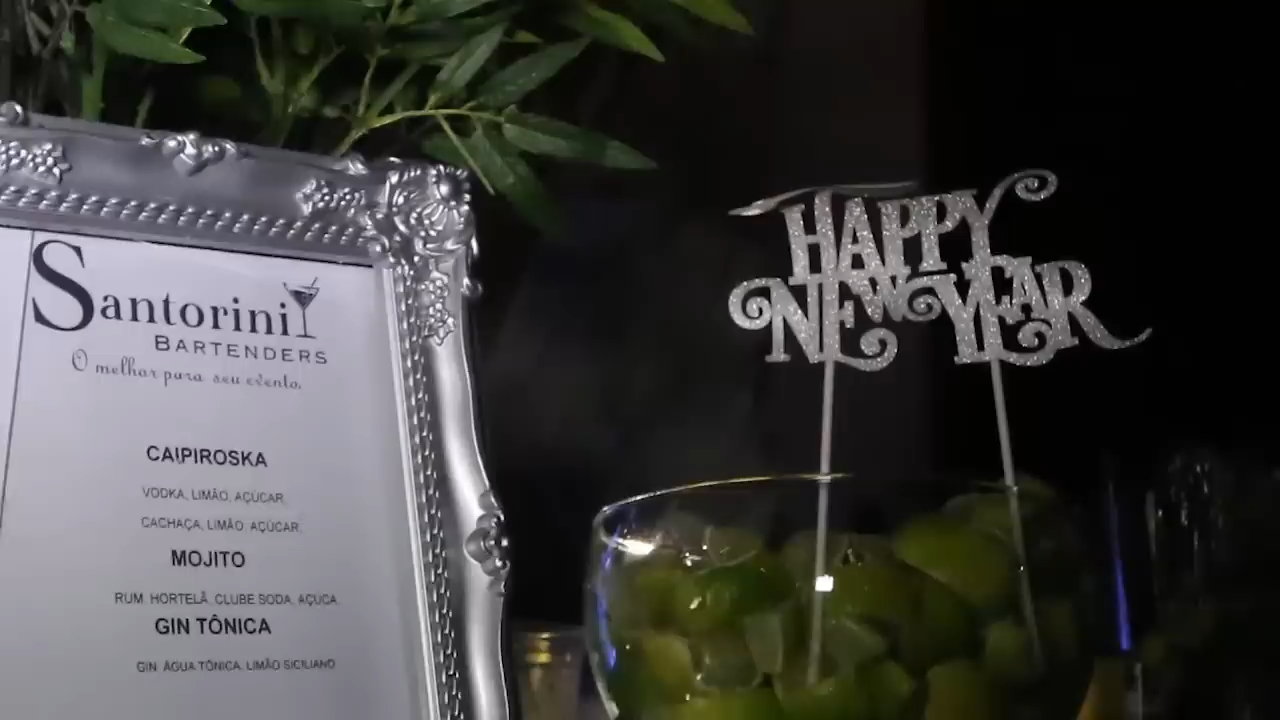 Santorini
BARTENDERS
O melhor para seu evento.
CAIPIROSKA
VODKA, LIMÃO, AÇÚCAR,
CACHAÇA, LIMÃO, AÇÚCAR.
MOJITO
RUM, HORTELÃ, CLUBE SODA, AÇUCA
GIN TÔNICA
GIN, ÁGUA TÔNICA, LIMÃO SICILIANO
HAPPY
NEW YEAR